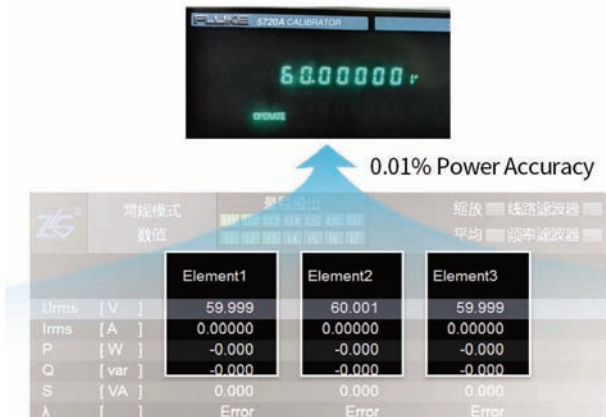 FLUKE 5720A CALIBRATOR
60.00000 v
OPERATE
0.01% Power Accuracy
常规模式
缩放 线路滤波器
数值
平均 频率滤波器
Element1 Element2 Element3
Urms [ V ] 59.999 60.001 59.999
Irms [ A ] 0.00000 0.00000 0.00000
P [ W ] -0.000 -0.000 -0.000
Q [ var ] -0.000 -0.000 -0.000
S [ VA ] 0.000 0.000 0.000
λ [ ] Error Error Error